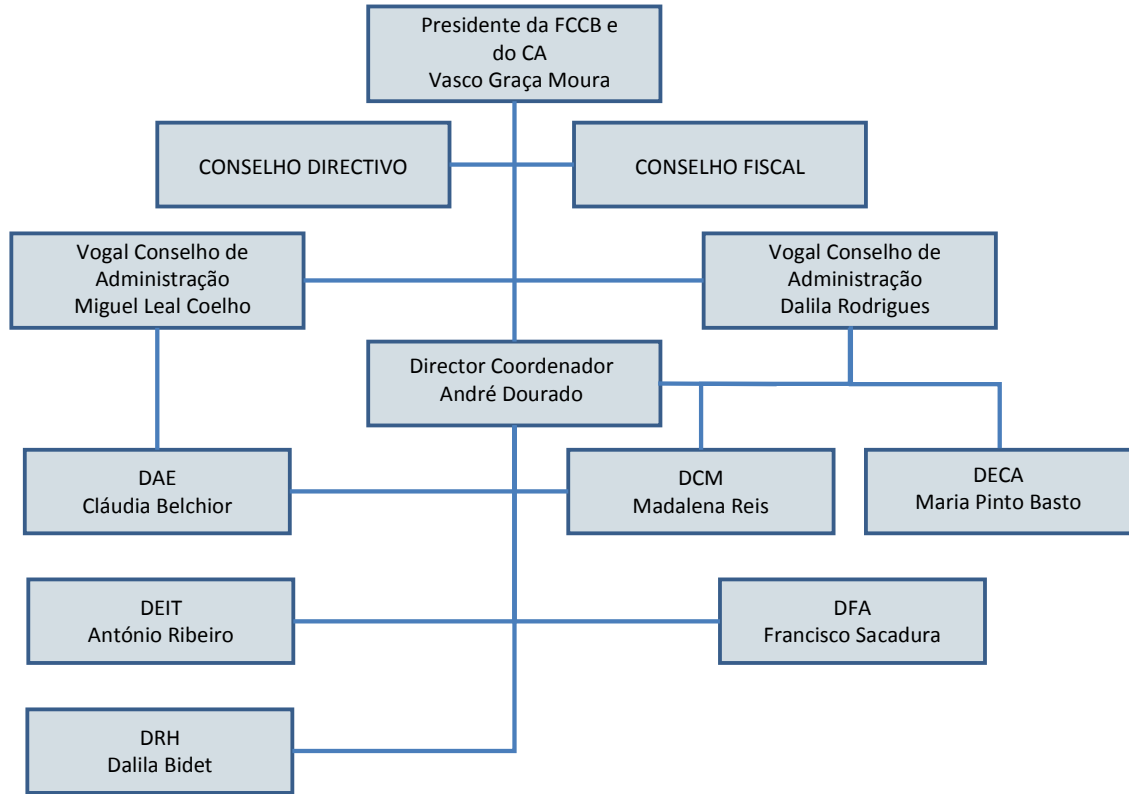 Presidente da FCCB e
do CA
Vasco Graça Moura
CONSELHO DIRECTIVO
CONSELHO FISCAL
Vogal Conselho de
Administração
Miguel Leal Coelho
Vogal Conselho de
Administração
Dalila Rodrigues
Director Coordenador
André Dourado
DAE
Cláudia Belchior
DCM
Madalena Reis
DECA
Maria Pinto Basto
DEIT
António Ribeiro
DFA
Francisco Sacadura
DRH
Dalila Bidet